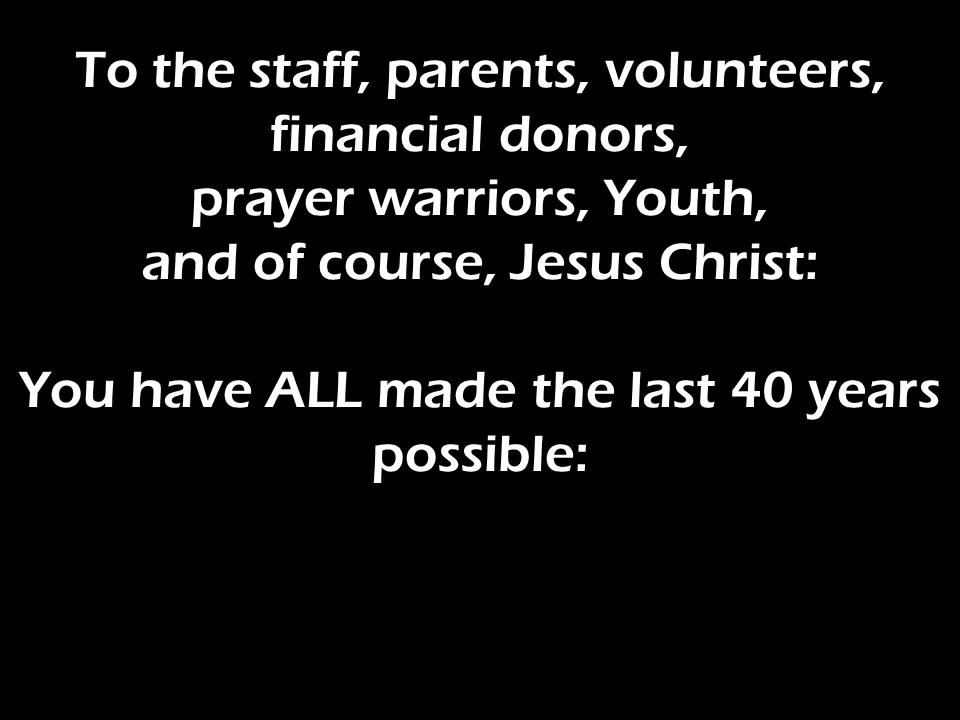 To the staff, parents, volunteers,
financial donors,
prayer warriors, Youth,
and of course, Jesus Christ:
You have ALL made the last 40 years
possible: